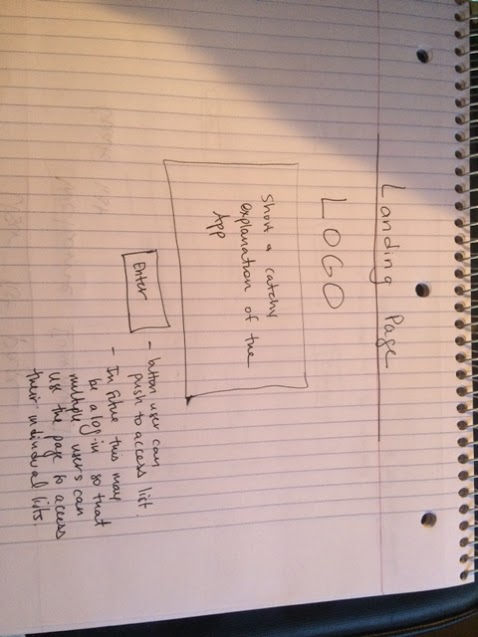 Landing Page
LOGO
Short & catchy
explanation of the
App
Enter
- button user can
push to access list.
- In future this may
be a log in so that
multiple users can
use the page to access
their individual lists.